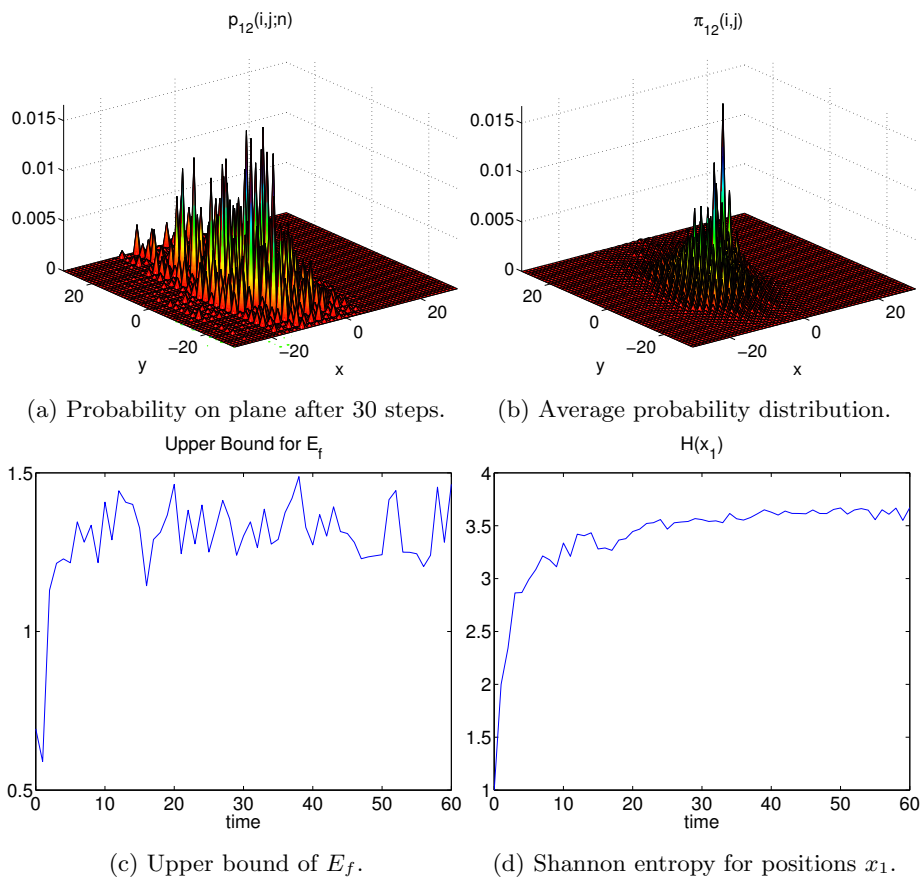 p12(i,j;n)
π12(i,j)
0.015
0.01
0.005
0
20
0
−20
y
−20
0
20
x
0.015
0.01
0.005
0
20
0
−20
y
−20
0
20
x
(a) Probability on plane after 30 steps.
(b) Average probability distribution.
Upper Bound for Ef
1.5
1
0.5
0 10 20 30 40 50 60
time
H(x1)
4
3.5
3
2.5
2
1.5
1
0 10 20 30 40 50 60
time
(c) Upper bound of Ef.
(d) Shannon entropy for positions x1.